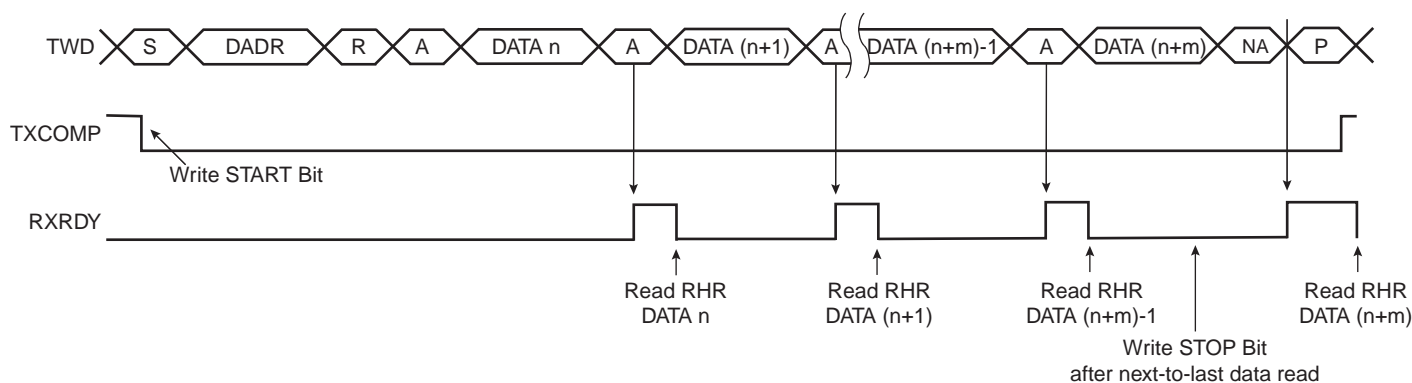 TWD S DADR R A DATA n A DATA (n+1) A DATA (n+m)-1 A DATA (n+m) NA P
TXCOMP
Write START Bit
RXRDY
Read RHR
DATA n
Read RHR
DATA (n+1)
Read RHR
DATA (n+m)-1
Read RHR
DATA (n+m)
Write STOP Bit
after next-to-last data read